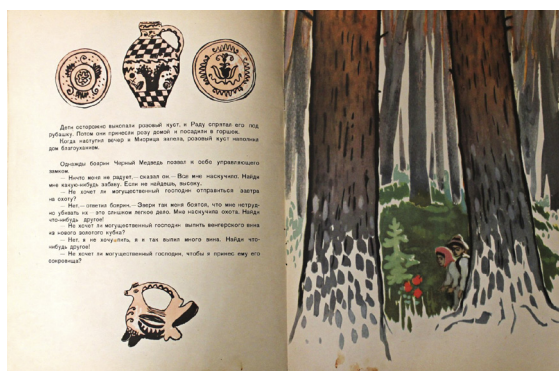 Дети осторожно выкопали розовый куст, и Раду спрятал его под
рубашку. Потом они принесли розу домой и посадили в горшок.
Когда наступил вечер и Миорица запела, розовый куст наполнил
дом благоуханием.
Однажды боярин Черный Медведь позвал к себе управляющего
замком.
— Ничто меня не радует,— сказал он.— Все мне наскучило. Найди
мне какую-нибудь забаву. Если не найдешь, высеку.
— Не хочет ли могущественный господин отправиться завтра
на охоту?
— Нет,— ответил боярин.— Звери так меня боятся, что мне нетруд-
но убивать их — это слишком легкое дело. Мне наскучила охота. Найди
что-нибудь другое!
— Не хочет ли могущественный господин выпить венгерского вина
из нового золотого кубка?
— Нет, я не хочу пить, я и так выпил много вина. Найди что-
нибудь другое!
— Не хочет ли могущественный господин, чтобы я принес ему его
сокровища?